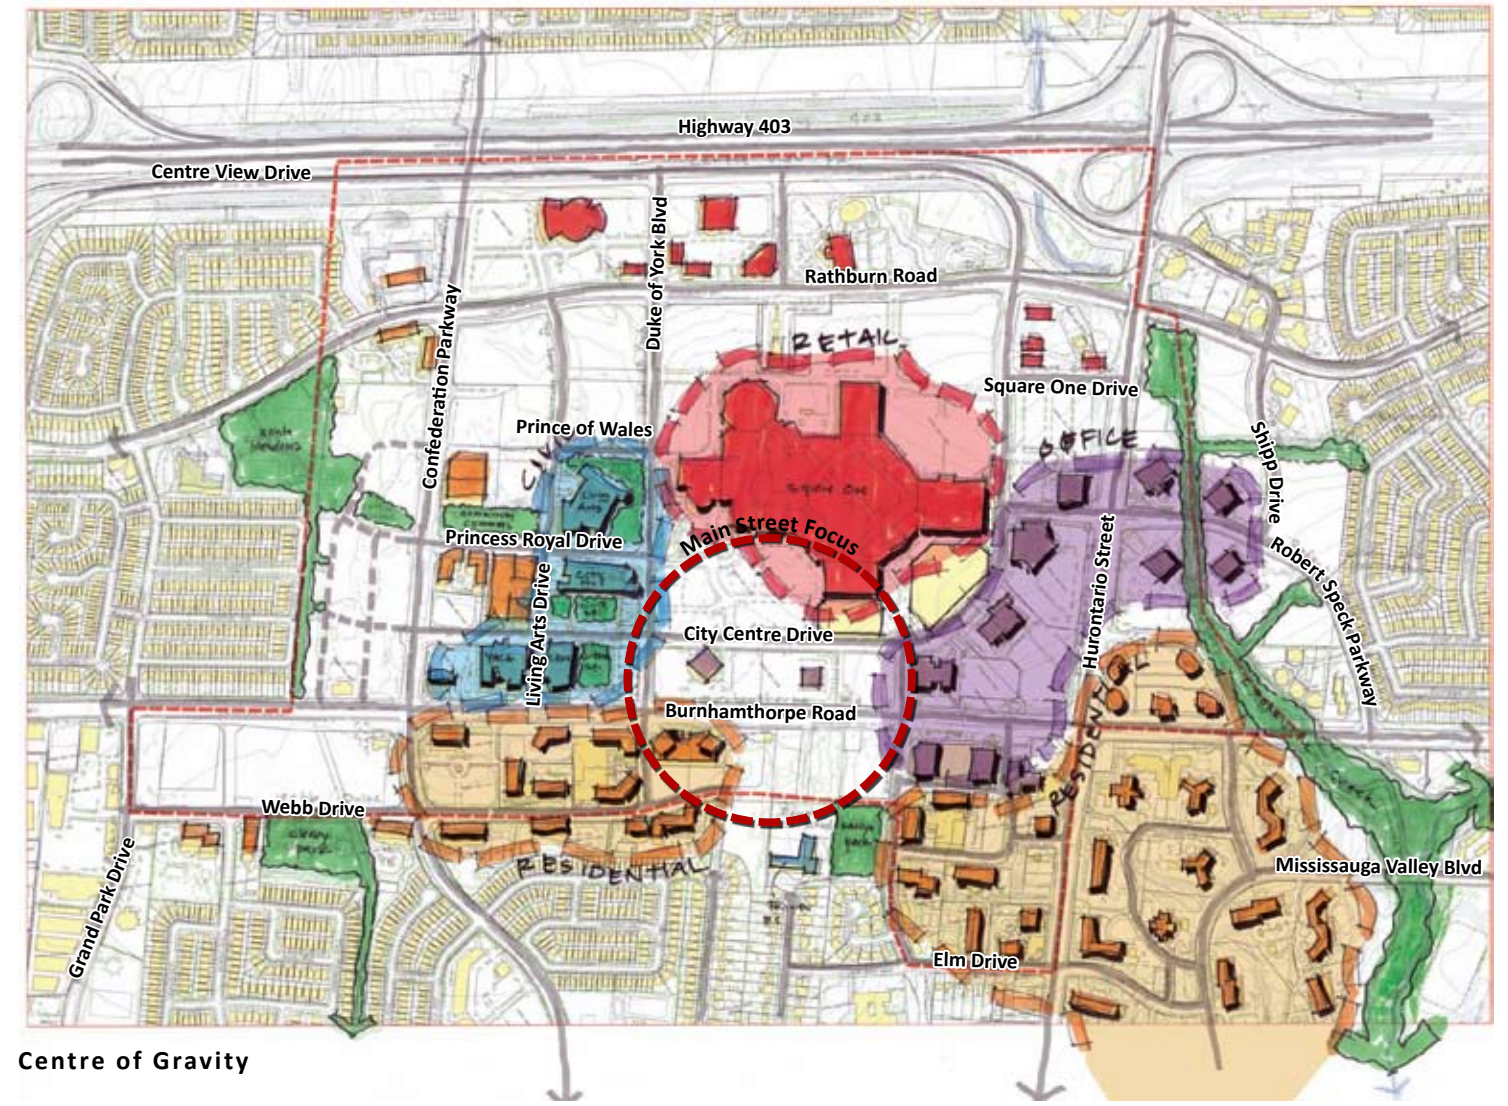 Highway 403
Centre View Drive
Duke of York Blvd
Rathburn Road
Confederation Parkway
RETAIL
Square One Drive
Prince of Wales
OFFICE
Shipp Drive
SQUARE ONE
Princess Royal Drive
Main Street Focus
Robert Speck Parkway
Hurontario Street
Living Arts Drive
City Centre Drive
Burnhamthorpe Road
RESIDENTIAL
Webb Drive
Grand Park Drive
RESIDENTIAL
Mississauga Valley Blvd
Elm Drive
Centre of Gravity